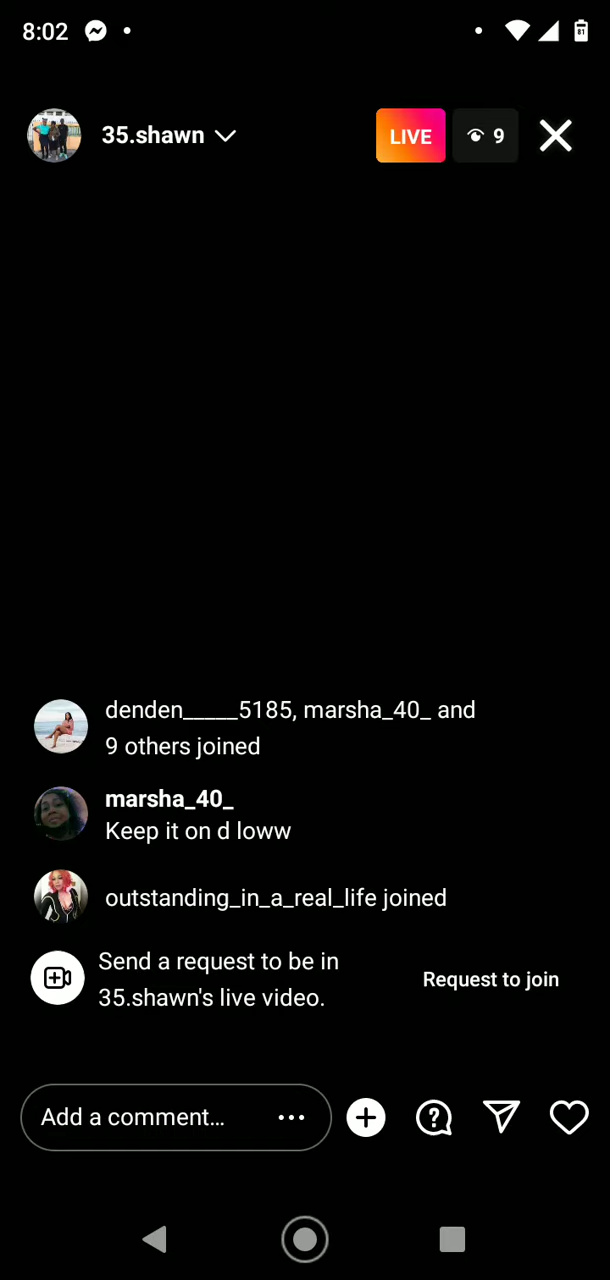 8:02
81
35.shawn
LIVE
9
denden_____5185, marsha_40_ and
9 others joined
marsha_40_
Keep it on d loww
outstanding_in_a_real_life joined
Send a request to be in
35.shawn's live video.
Request to join
Add a comment...